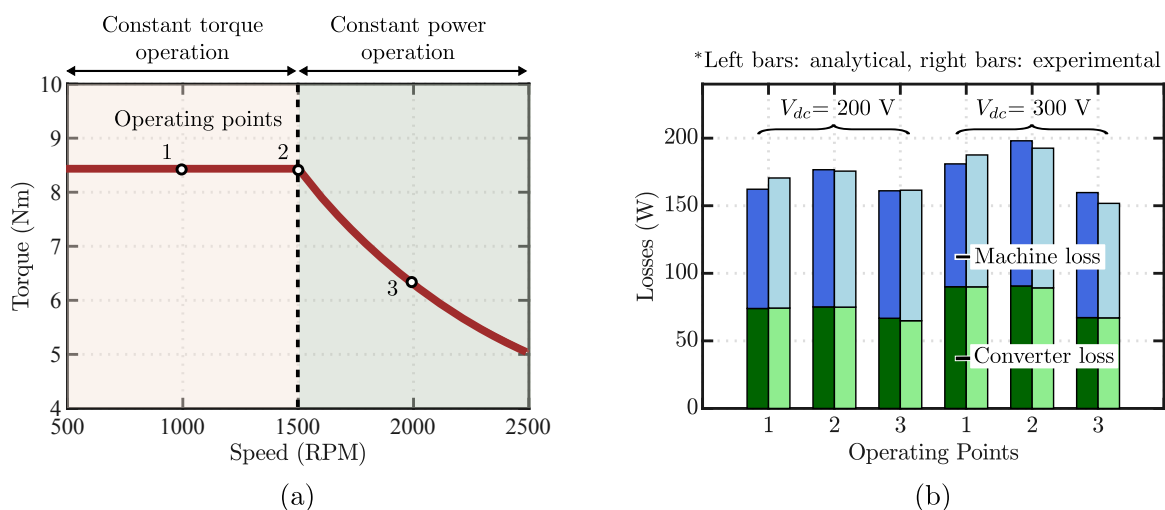 Constant torque
operation
Constant power
operation
10
9
8
7
6
5
4
Torque (Nm)
Operating points
1
2
3
500
1000
1500
2000
2500
Speed (RPM)
(a)
*Left bars: analytical, right bars: experimental
V_dc= 200 V
V_dc= 300 V
200
150
100
50
0
Losses (W)
Machine loss
Converter loss
1
2
3
1
2
3
Operating Points
(b)